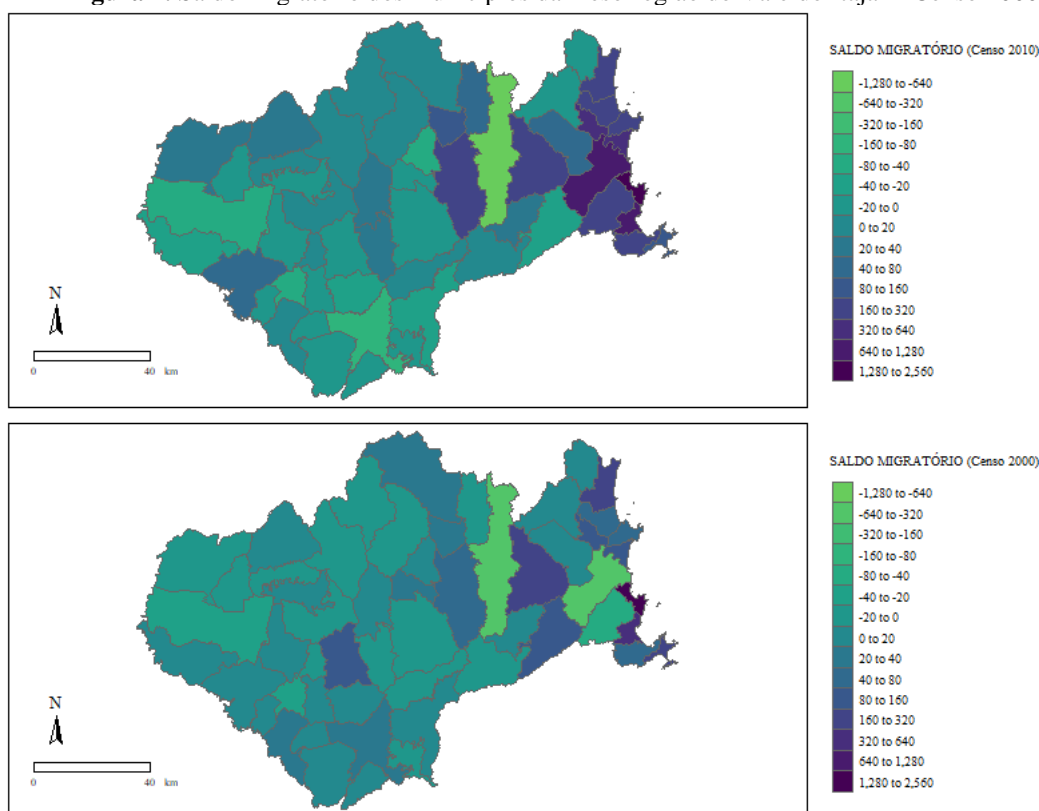 SALDO MIGRATÓRIO (Censo 2010)
-1,280 to -640
-640 to -320
-320 to -160
-160 to -80
-80 to -40
-40 to -20
-20 to 0
0 to 20
20 to 40
40 to 80
80 to 160
160 to 320
320 to 640
640 to 1,280
1,280 to 2,560
N
0 40 km
SALDO MIGRATÓRIO (Censo 2000)
-1,280 to -640
-640 to -320
-320 to -160
-160 to -80
-80 to -40
-40 to -20
-20 to 0
0 to 20
20 to 40
40 to 80
80 to 160
160 to 320
320 to 640
640 to 1,280
1,280 to 2,560
N
0 40 km